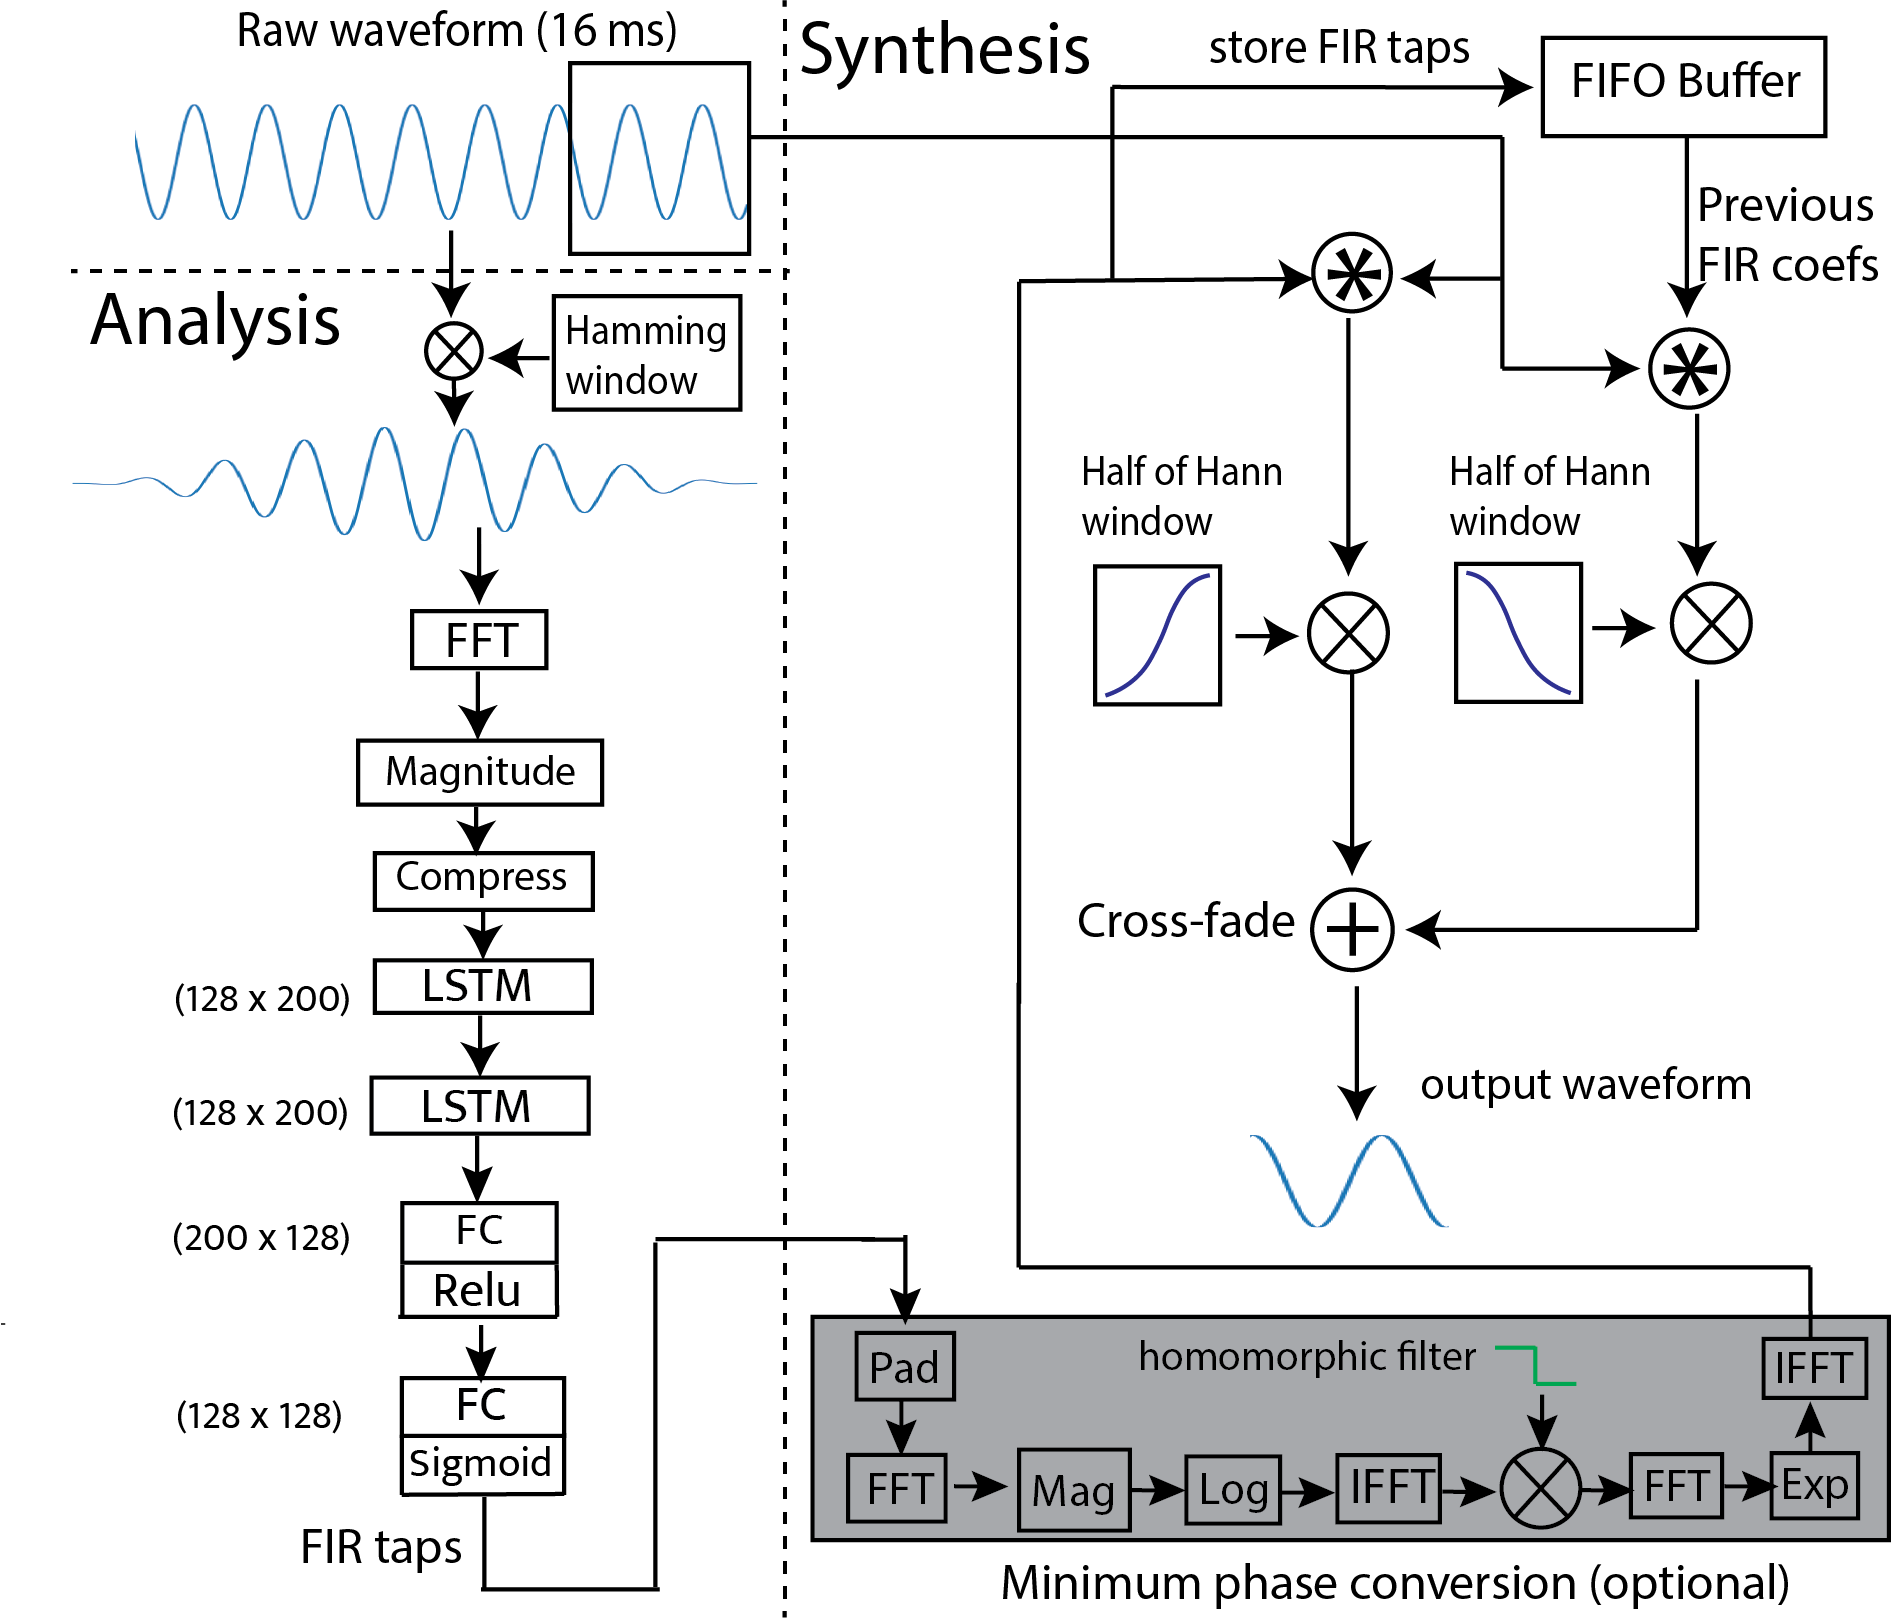 Raw waveform (16 ms)
Synthesis
store FIR taps
FIFO Buffer
Previous
FIR coefs
Analysis
Hamming
window
Half of Hann
window
Half of Hann
window
FFT
Magnitude
Compress
Cross-fade
(128 x 200)
LSTM
(128 x 200)
LSTM
output waveform
(200 x 128)
FC
Relu
(128 x 128)
FC
Sigmoid
FIR taps
Pad
homomorphic filter
IFFT
FFT
Mag
Log
IFFT
FFT
Exp
Minimum phase conversion (optional)